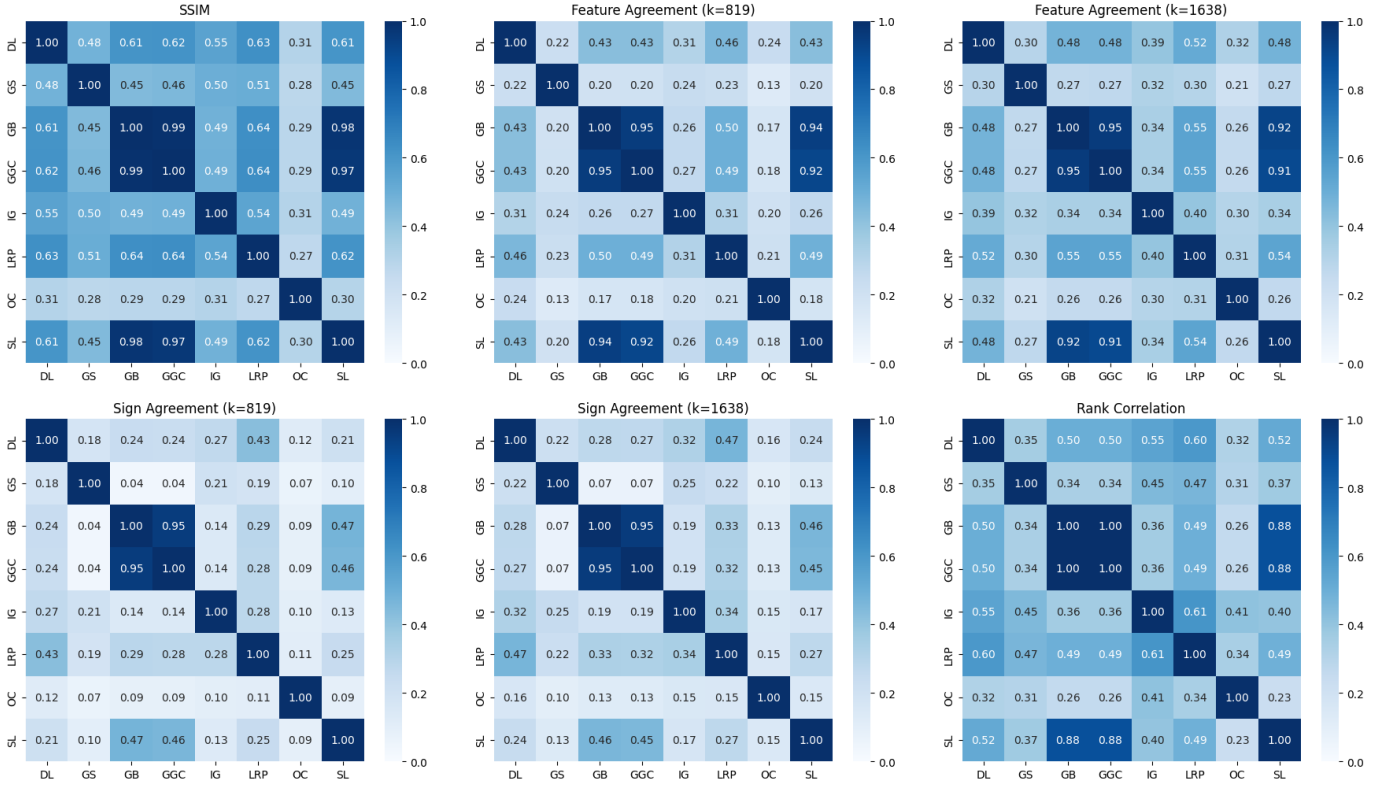 SSIM
DL 1.00 0.48 0.61 0.62 0.55 0.63 0.31 0.61
GS 0.48 1.00 0.45 0.46 0.50 0.51 0.28 0.45
GB 0.61 0.45 1.00 0.99 0.49 0.64 0.29 0.98
GGC 0.62 0.46 0.99 1.00 0.49 0.64 0.29 0.97
IG 0.55 0.50 0.49 0.49 1.00 0.54 0.31 0.49
LRP 0.63 0.51 0.64 0.64 0.54 1.00 0.27 0.62
OC 0.31 0.28 0.29 0.29 0.31 0.27 1.00 0.30
SL 0.61 0.45 0.98 0.97 0.49 0.62 0.30 1.00
DL GS GB GGC IG LRP OC SL
1.0
0.8
0.6
0.4
0.2
0.0
Feature Agreement (k=819)
DL 1.00 0.22 0.43 0.43 0.31 0.46 0.24 0.43
GS 0.22 1.00 0.20 0.20 0.24 0.23 0.13 0.20
GB 0.43 0.20 1.00 0.95 0.26 0.50 0.17 0.94
GGC 0.43 0.20 0.95 1.00 0.27 0.49 0.18 0.92
IG 0.31 0.24 0.26 0.27 1.00 0.31 0.20 0.26
LRP 0.46 0.23 0.50 0.49 0.31 1.00 0.21 0.49
OC 0.24 0.13 0.17 0.18 0.20 0.21 1.00 0.18
SL 0.43 0.20 0.94 0.92 0.26 0.49 0.18 1.00
DL GS GB GGC IG LRP OC SL
1.0
0.8
0.6
0.4
0.2
0.0
Feature Agreement (k=1638)
DL 1.00 0.30 0.48 0.48 0.39 0.52 0.32 0.48
GS 0.30 1.00 0.27 0.27 0.32 0.30 0.21 0.27
GB 0.48 0.27 1.00 0.95 0.34 0.55 0.26 0.92
GGC 0.48 0.27 0.95 1.00 0.34 0.55 0.26 0.91
IG 0.39 0.32 0.34 0.34 1.00 0.40 0.30 0.34
LRP 0.52 0.30 0.55 0.55 0.40 1.00 0.31 0.54
OC 0.32 0.21 0.26 0.26 0.30 0.31 1.00 0.26
SL 0.48 0.27 0.92 0.91 0.34 0.54 0.26 1.00
DL GS GB GGC IG LRP OC SL
1.0
0.8
0.6
0.4
0.2
0.0
Sign Agreement (k=819)
DL 1.00 0.18 0.24 0.24 0.27 0.43 0.12 0.21
GS 0.18 1.00 0.04 0.04 0.21 0.19 0.07 0.10
GB 0.24 0.04 1.00 0.95 0.14 0.29 0.09 0.47
GGC 0.24 0.04 0.95 1.00 0.14 0.28 0.09 0.46
IG 0.27 0.21 0.14 0.14 1.00 0.28 0.10 0.13
LRP 0.43 0.19 0.29 0.28 0.28 1.00 0.11 0.25
OC 0.12 0.07 0.09 0.09 0.10 0.11 1.00 0.09
SL 0.21 0.10 0.47 0.46 0.13 0.25 0.09 1.00
DL GS GB GGC IG LRP OC SL
1.0
0.8
0.6
0.4
0.2
0.0
Sign Agreement (k=1638)
DL 1.00 0.22 0.28 0.27 0.32 0.47 0.16 0.24
GS 0.22 1.00 0.07 0.07 0.25 0.22 0.10 0.13
GB 0.28 0.07 1.00 0.95 0.19 0.33 0.13 0.46
GGC 0.27 0.07 0.95 1.00 0.19 0.32 0.13 0.45
IG 0.32 0.25 0.19 0.19 1.00 0.34 0.15 0.17
LRP 0.47 0.22 0.33 0.32 0.34 1.00 0.15 0.27
OC 0.16 0.10 0.13 0.13 0.15 0.15 1.00 0.15
SL 0.24 0.13 0.46 0.45 0.17 0.27 0.15 1.00
DL GS GB GGC IG LRP OC SL
1.0
0.8
0.6
0.4
0.2
0.0
Rank Correlation
DL 1.00 0.35 0.50 0.50 0.55 0.60 0.32 0.52
GS 0.35 1.00 0.34 0.34 0.45 0.47 0.31 0.37
GB 0.50 0.34 1.00 1.00 0.36 0.49 0.26 0.88
GGC 0.50 0.34 1.00 1.00 0.36 0.49 0.26 0.88
IG 0.55 0.45 0.36 0.36 1.00 0.61 0.41 0.40
LRP 0.60 0.47 0.49 0.49 0.61 1.00 0.34 0.49
OC 0.32 0.31 0.26 0.26 0.41 0.34 1.00 0.23
SL 0.52 0.37 0.88 0.88 0.40 0.49 0.23 1.00
DL GS GB GGC IG LRP OC SL
1.0
0.8
0.6
0.4
0.2
0.0